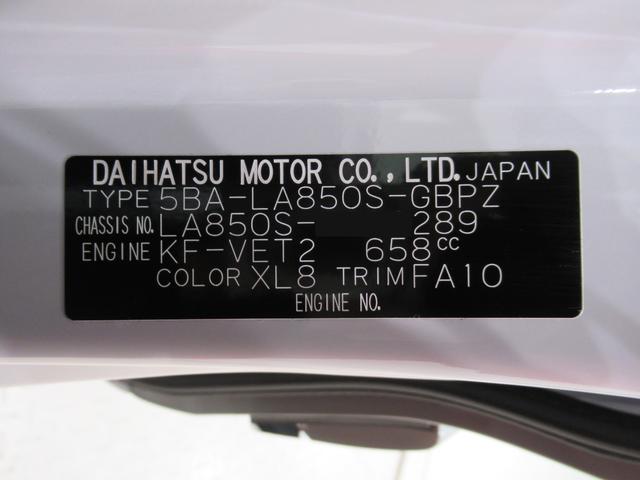 DAIHATSU MOTOR CO.,LTD. JAPAN
TYPE 5BA-LA850S-GBPZ
CHASSIS NO. LA850S- 289
ENGINE KF-VET2 658cc
COLOR XL8 TRIM FA10
ENGINE NO.